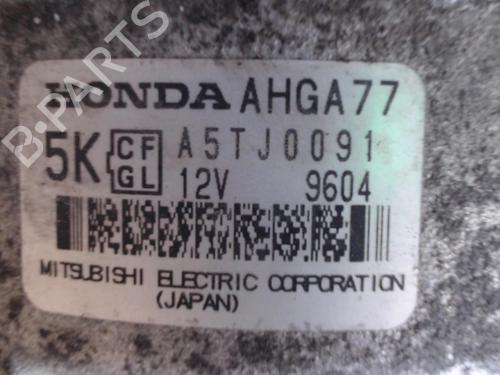 HONDA AHGA77
5K CF GL A5TJ0091
12V 9604
MITSUBISHI ELECTRIC CORPORATION
(JAPAN)
B-PARTS